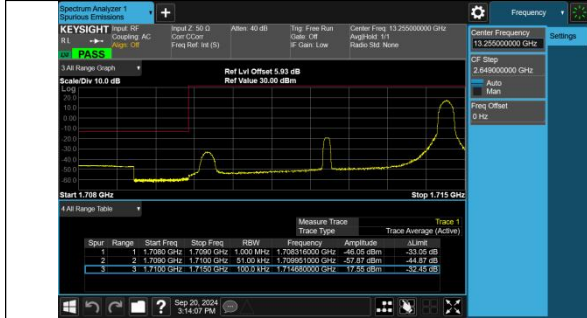 Spectrum Analyzer 1
Spurious Emissions
Frequency
KEYSIGHT
Input: RF
Input Z: 50 Ω
Atten: 40 dB
Trig: Free Run
Center Freq: 13.255000000 GHz
RL
Coupling: AC
Corr CCorr
Gate: Off
Avg|Hold: 1/1
Align: Off
Freq Ref: Int (S)
IF Gain: Low
Radio Std: None
PASS
Center Frequency
13.255000000 GHz
Settings
CF Step
2.649000000 GHz
Auto
Man
Freq Offset
0 Hz
3 All Range Graph
Ref Lvl Offset 5.93 dB
Scale/Div 10.0 dB
Ref Value 30.00 dBm
Log
20.0
10.0
0.00
-10.0
-20.0
-30.0
-40.0
-50.0
-60.0
Start 1.708 GHz
Stop 1.715 GHz
4 All Range Table
Measure Trace
Trace 1
Trace Type
Trace Average (Active)
Spur Range Start Freq Stop Freq RBW Frequency Amplitude ΔLimit
1 1 1.7080 GHz 1.7090 GHz 1.000 MHz 1.708316000 GHz -46.05 dBm -33.05 dB
2 2 1.7090 GHz 1.7100 GHz 51.00 kHz 1.709951000 GHz -57.87 dBm -44.87 dB
3 3 1.7100 GHz 1.7150 GHz 100.0 kHz 1.714680000 GHz 17.55 dBm -32.45 dB
Sep 20, 2024
3:14:07 PM